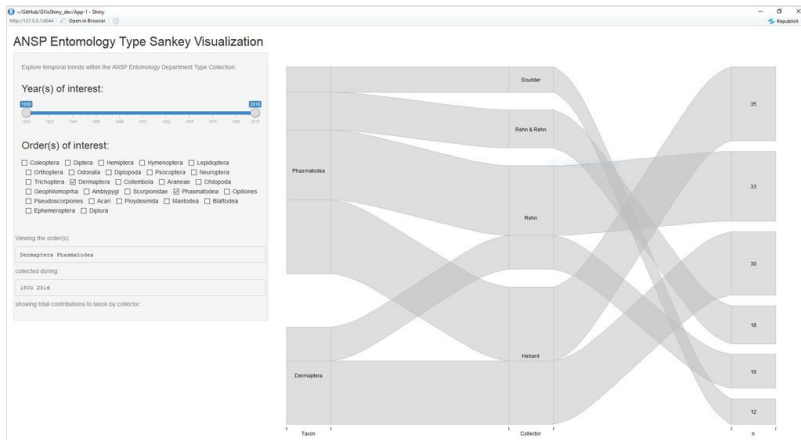 ~/GitHub/GVisShiny_dev/App-1 - Shiny
http://127.0.0.1:6044
Open in Browser
Republish
ANSP Entomology Type Sankey Visualization
Explore temporal trends within the ANSP Entomology Department Type Collection.
Year(s) of interest:
1800 2016
Order(s) of interest:
Coleoptera Diptera Hemiptera Hymenoptera Lepidoptera
Orthoptera Odonata Diplopoda Psocoptera Neuroptera
Trichoptera Dermaptera Collembola Araneae Chilopoda
Geophilomoprha Amblypygi Scorpionidae Phasmatodea Opiliones
Pseudoscorpiones Acari Ploydesmida Mantodea Blattodea
Ephemeroptera Diplura
Viewing the order(s):
Dermaptera Phasmatodea
collected during:
1800 2016
showing total contributions to taxon by collector.
Phasmatodea
Dermaptera
Taxon
Scudder
Rehn & Rehn
Rehn
Hebard
Collector
35
33
30
18
16
12
n